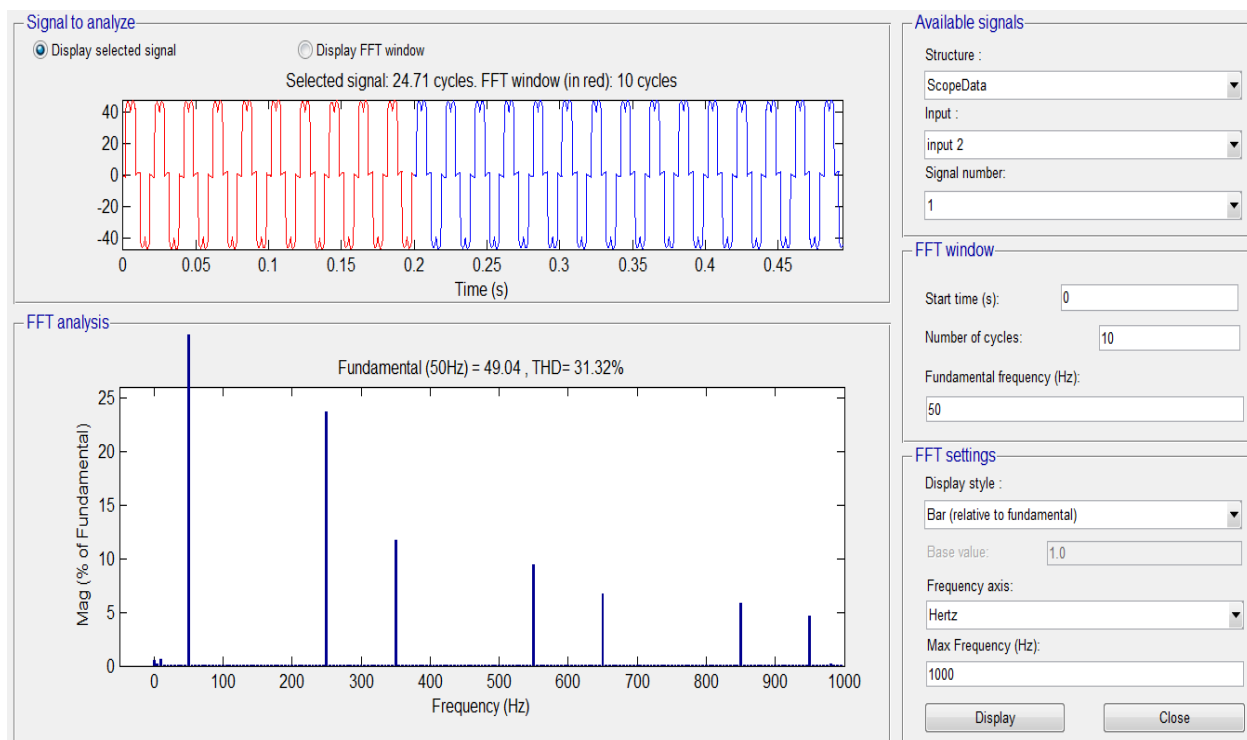 Signal to analyze
Display selected signal
Display FFT window
Selected signal: 24.71 cycles. FFT window (in red): 10 cycles
40
20
0
-20
-40
0 0.05 0.1 0.15 0.2 0.25 0.3 0.35 0.4 0.45
Time (s)
FFT analysis
Fundamental (50Hz) = 49.04 , THD= 31.32%
25
20
15
10
5
0
Mag (% of Fundamental)
0 100 200 300 400 500 600 700 800 900 1000
Frequency (Hz)
Available signals
Structure :
ScopeData
Input :
input 2
Signal number:
1
FFT window
Start time (s): 0
Number of cycles: 10
Fundamental frequency (Hz):
50
FFT settings
Display style :
Bar (relative to fundamental)
Base value: 1.0
Frequency axis:
Hertz
Max Frequency (Hz):
1000
Display Close